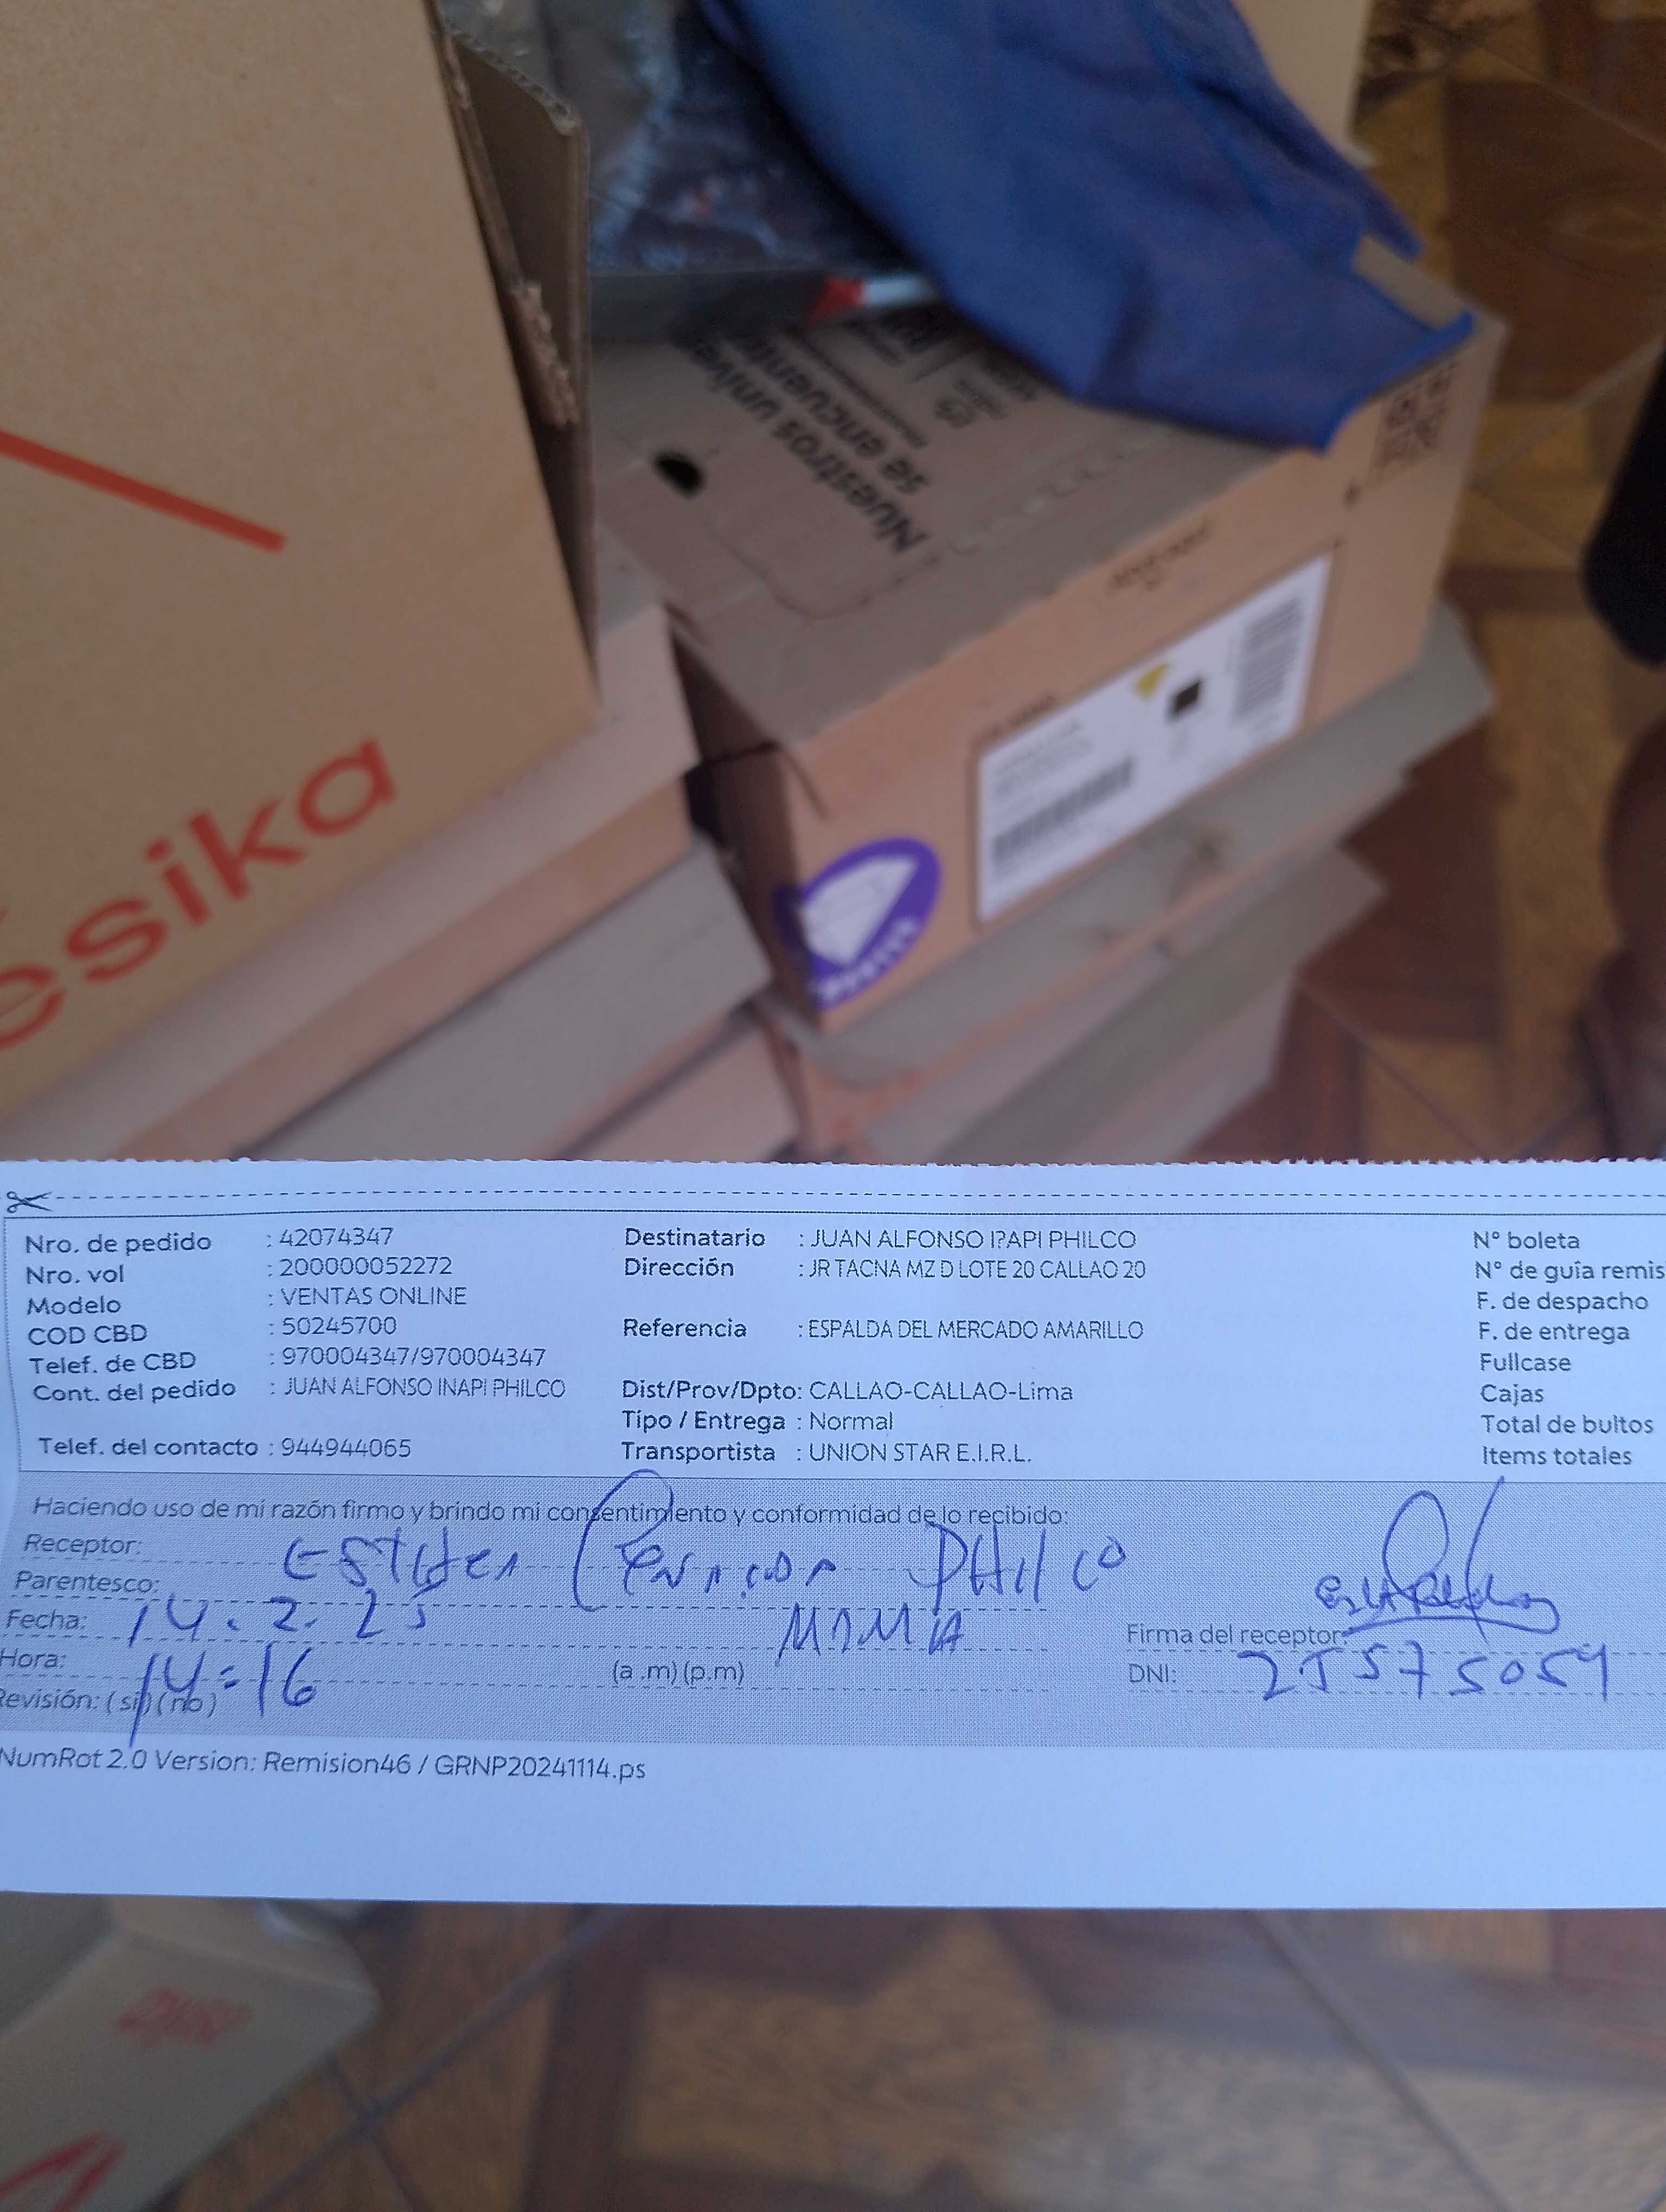 ésika
Nuestros
se
Nro. de pedido : 42074347
Nro. vol : 200000052272
Modelo : VENTAS ONLINE
COD CBD : 50245700
Telef. de CBD : 970004347/970004347
Cont. del pedido : JUAN ALFONSO INAPI PHILCO
Telef. del contacto : 944944065
Destinatario : JUAN ALFONSO I?API PHILCO
Dirección : JR TACNA MZ D LOTE 20 CALLAO 20
Referencia : ESPALDA DEL MERCADO AMARILLO
Dist/Prov/Dpto: CALLAO-CALLAO-Lima
Tipo / Entrega : Normal
Transportista : UNION STAR E.I.R.L.
N° boleta
N° de guía remis
F. de despacho
F. de entrega
Fullcase
Cajas
Total de bultos
Items totales
Haciendo uso de mi razón firmo y brindo mi consentimiento y conformidad de lo recibido:
Receptor: ESTHER PHILCO
Parentesco: MAMA
Fecha: 14.2.25
Hora: 14:16 (a.m) (p.m)
Revisión: (si) (no)
Firma del receptor:
DNI: 25575059
NumRot 2.0 Version: Remision46 / GRNP20241114.ps